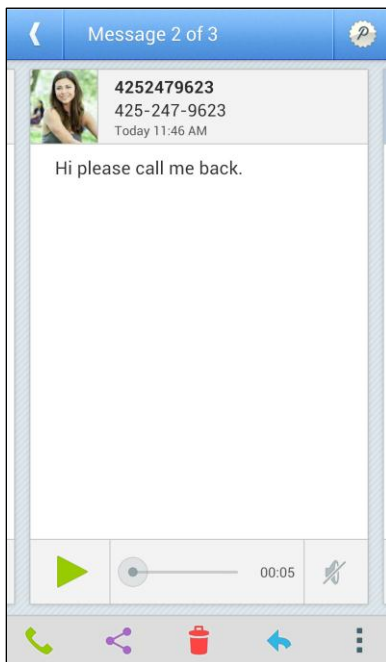 Message 2 of 3
P
4252479623
425-247-9623
Today 11:46 AM
Hi please call me back.
00:05